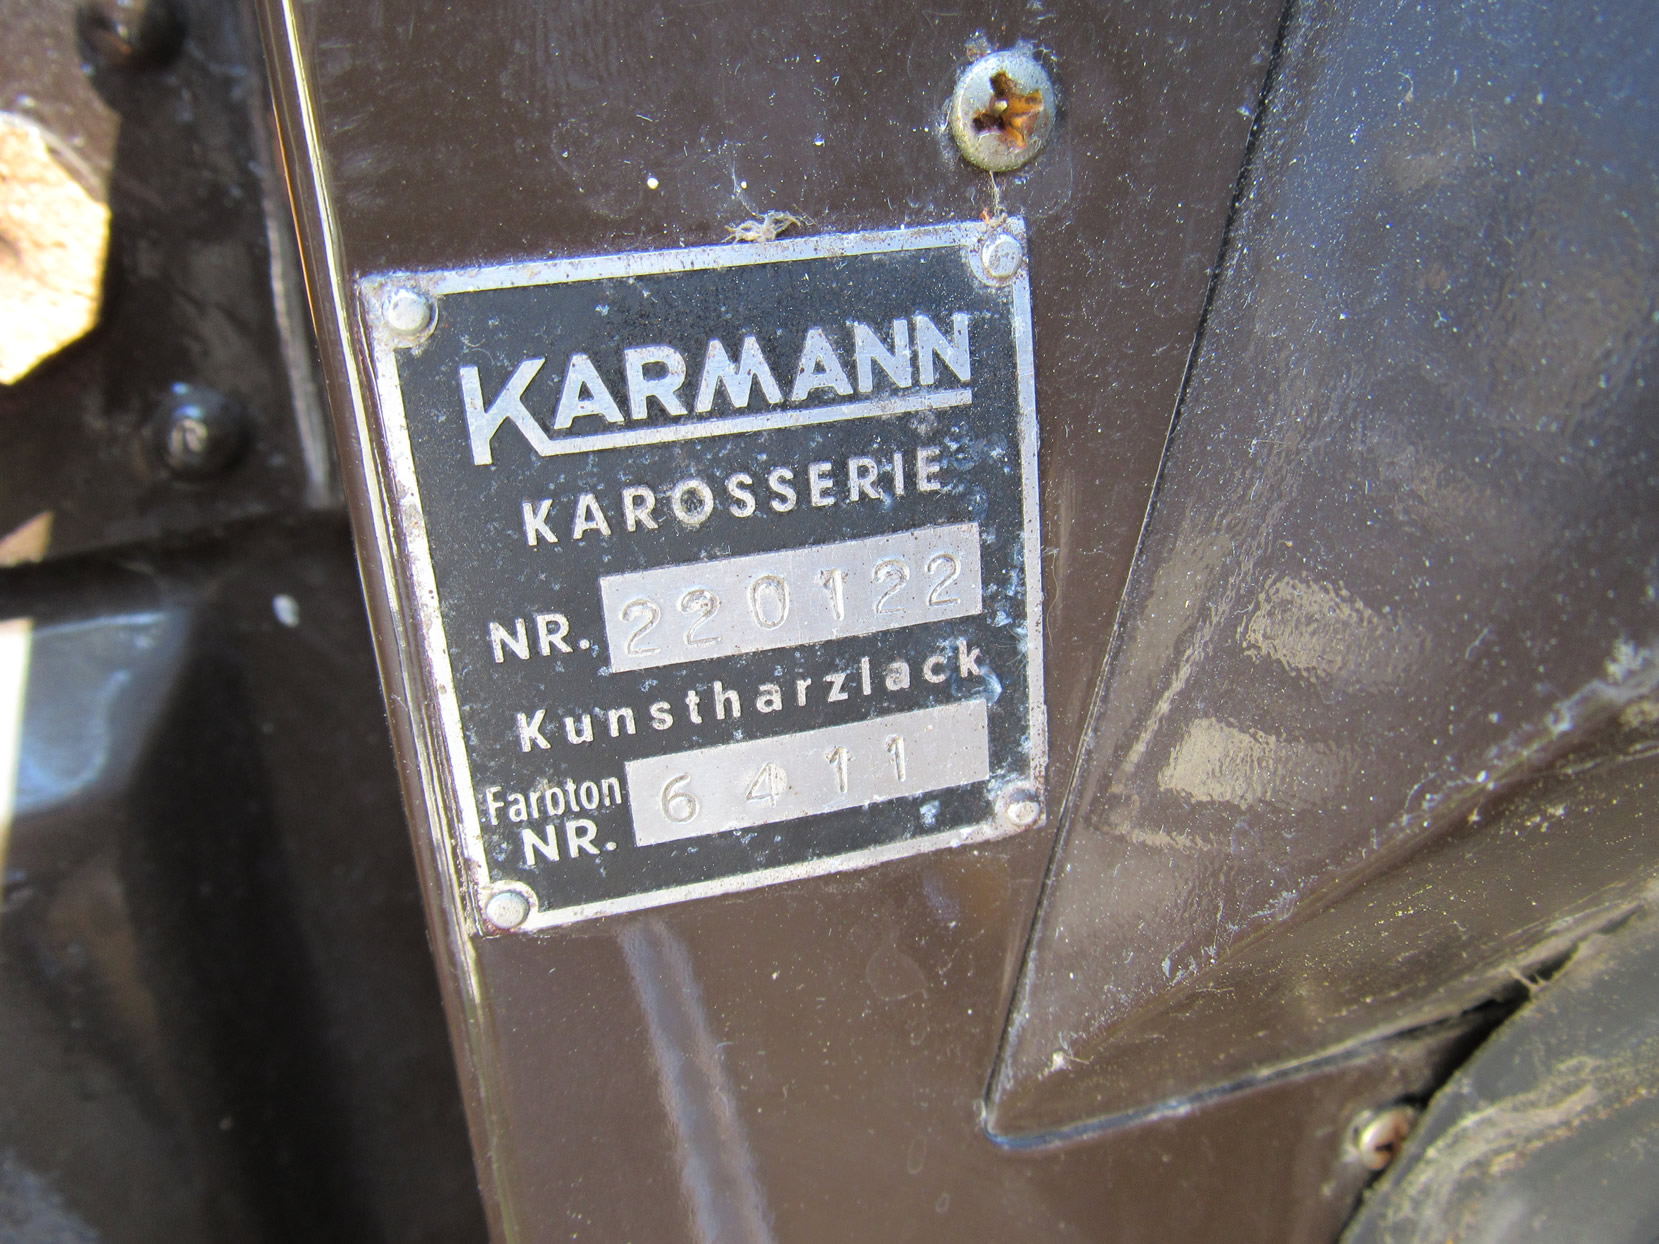 KARMANN
KAROSSERIE
NR. 220122
Kunstharzlack
Farbton
NR. 6411